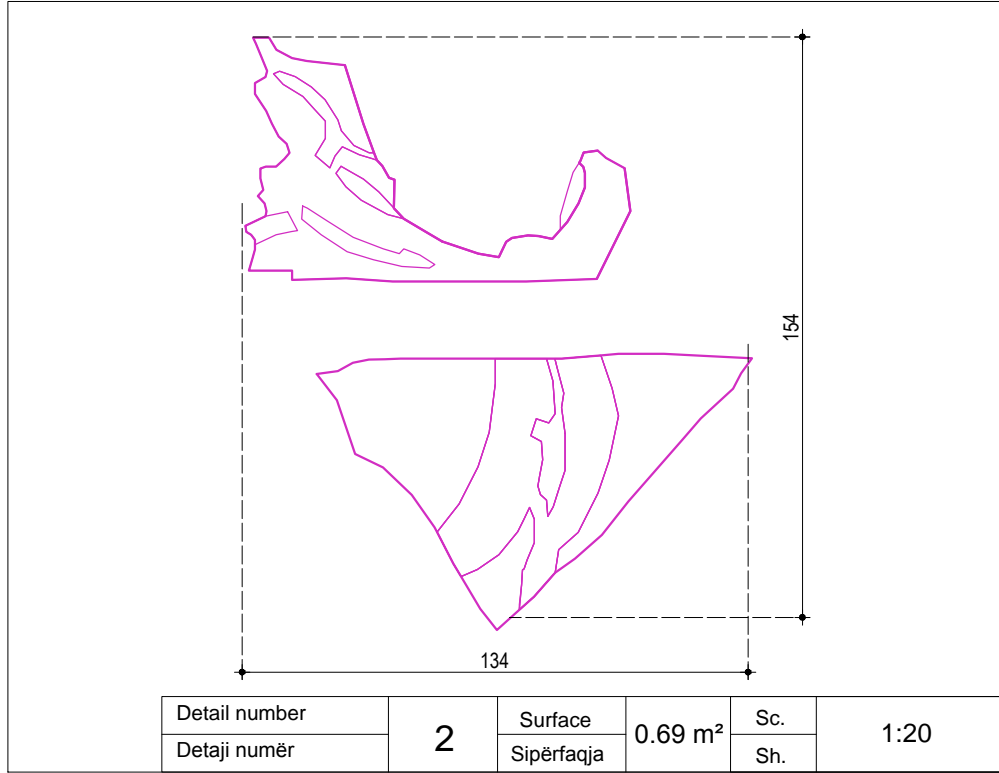 154
134
Detail number
Detaji numër
2
Surface
Sipërfaqja
0.69 m²
Sc.
Sh.
1:20